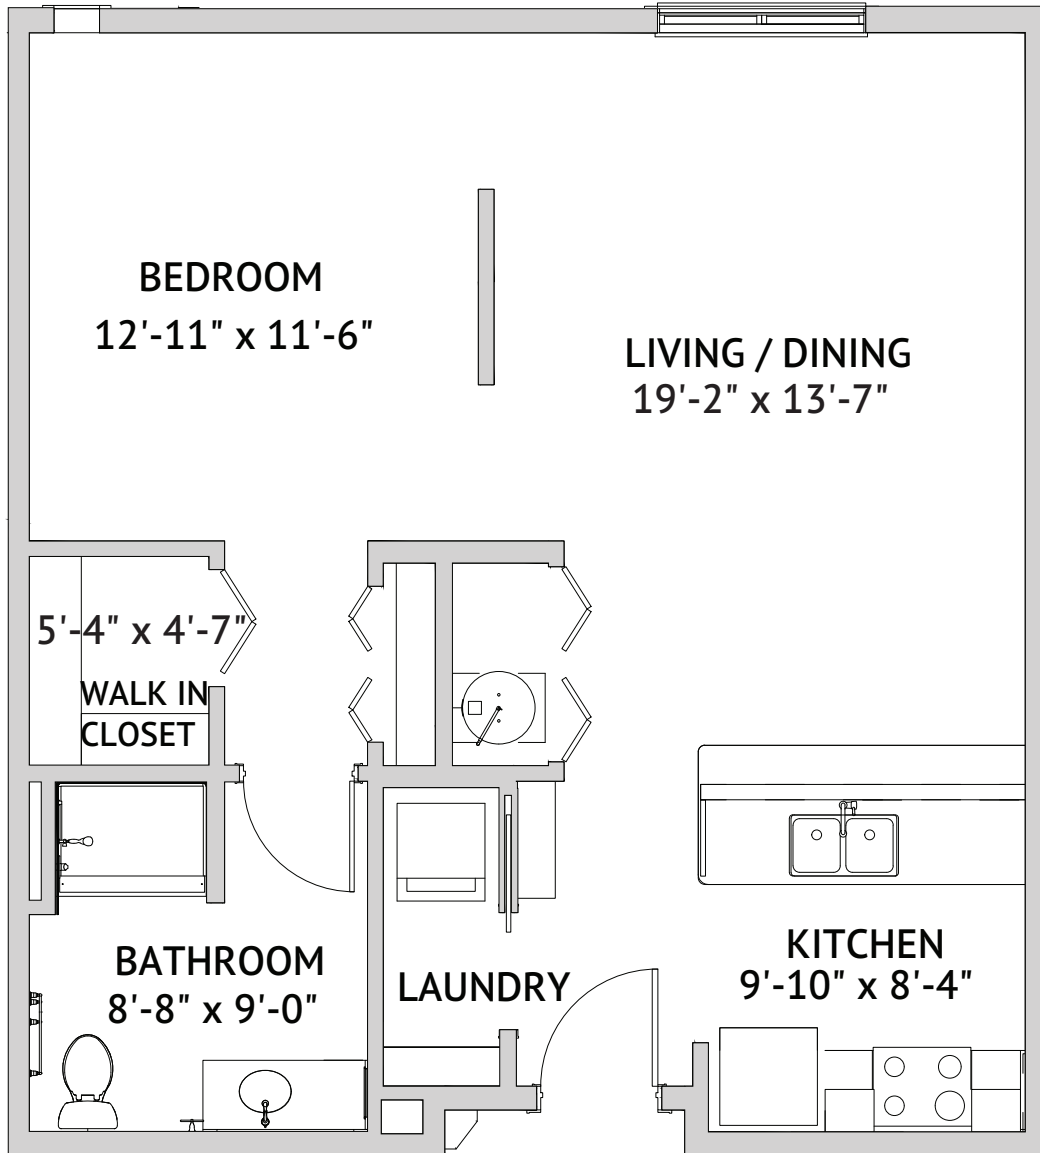 BEDROOM
12'-11" x 11'-6"
LIVING / DINING
19'-2" x 13'-7"
5'-4" x 4'-7"
WALK IN
CLOSET
BATHROOM
8'-8" x 9'-0"
LAUNDRY
KITCHEN
9'-10" x 8'-4"